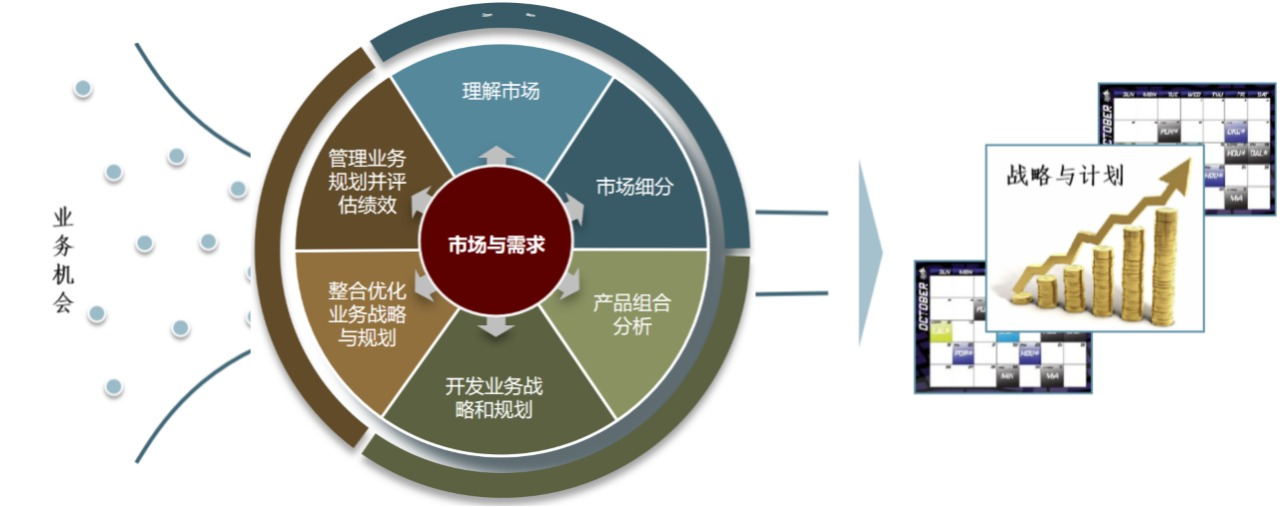 业
务
机
会
理解市场
市场细分
产品组合
分析
开发业务战
略和规划
整合优化
业务战略
与规划
管理业务
规划并评
估绩效
市场与需求
战略与计划
SUN MON TUE WED THU FRI SAT
OCTOBER
SUN MON
OCTOBER